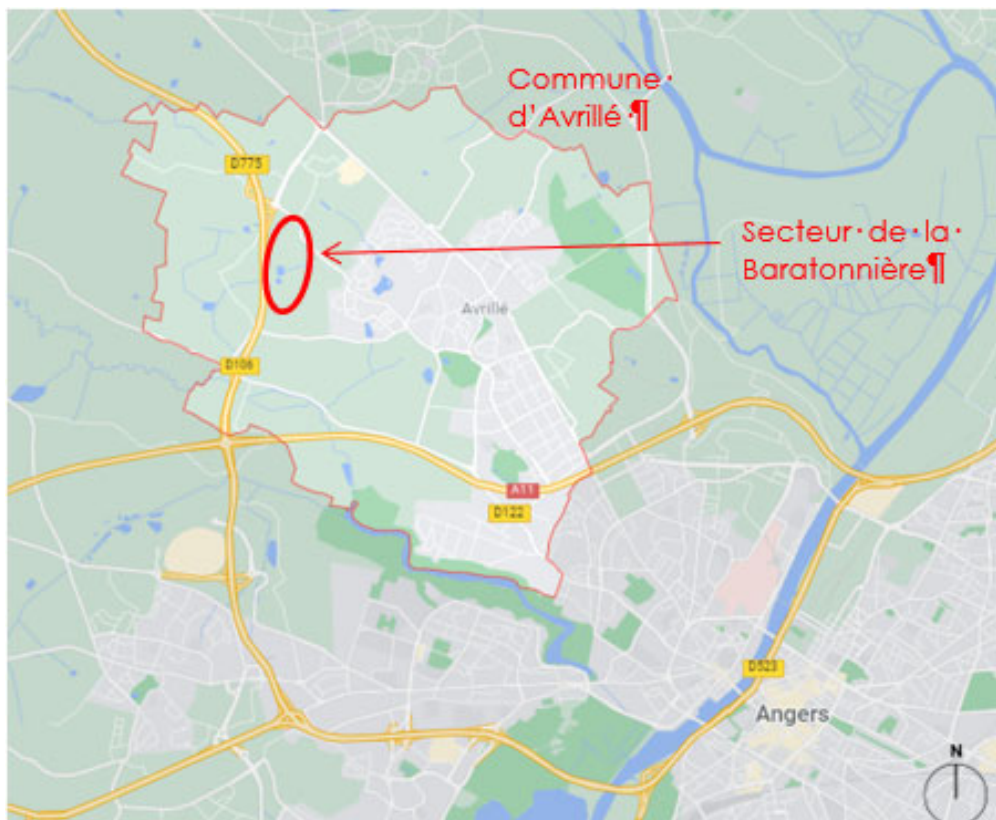 Commune·
d'Avrillé·¶
D775
Secteur·de·la·
Baratonnière¶
Avrillé
D106
A11
D122
D523
Angers
N